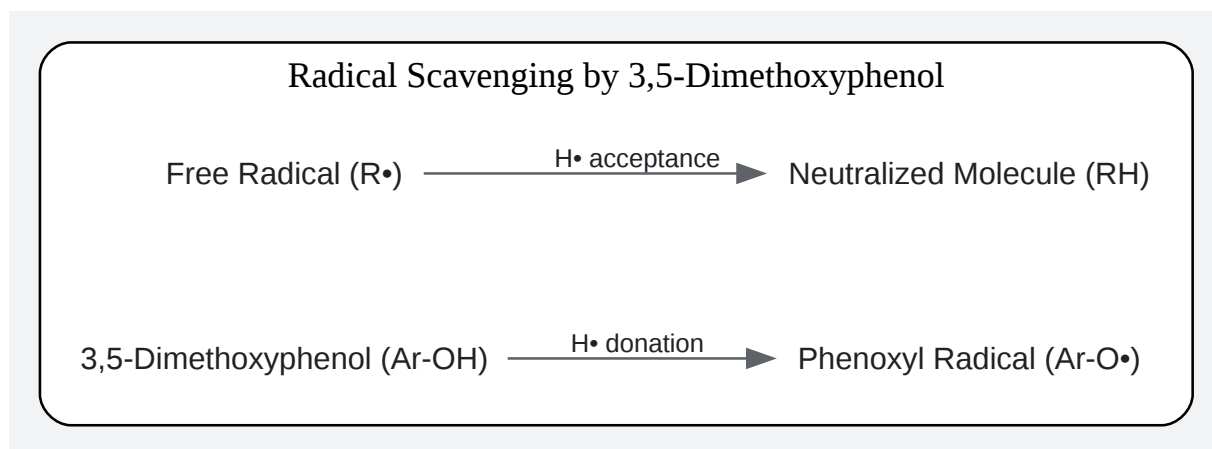 Radical Scavenging by 3,5-Dimethoxyphenol
Free Radical (R•)
H• acceptance
Neutralized Molecule (RH)
3,5-Dimethoxyphenol (Ar-OH)
H• donation
Phenoxyl Radical (Ar-O•)